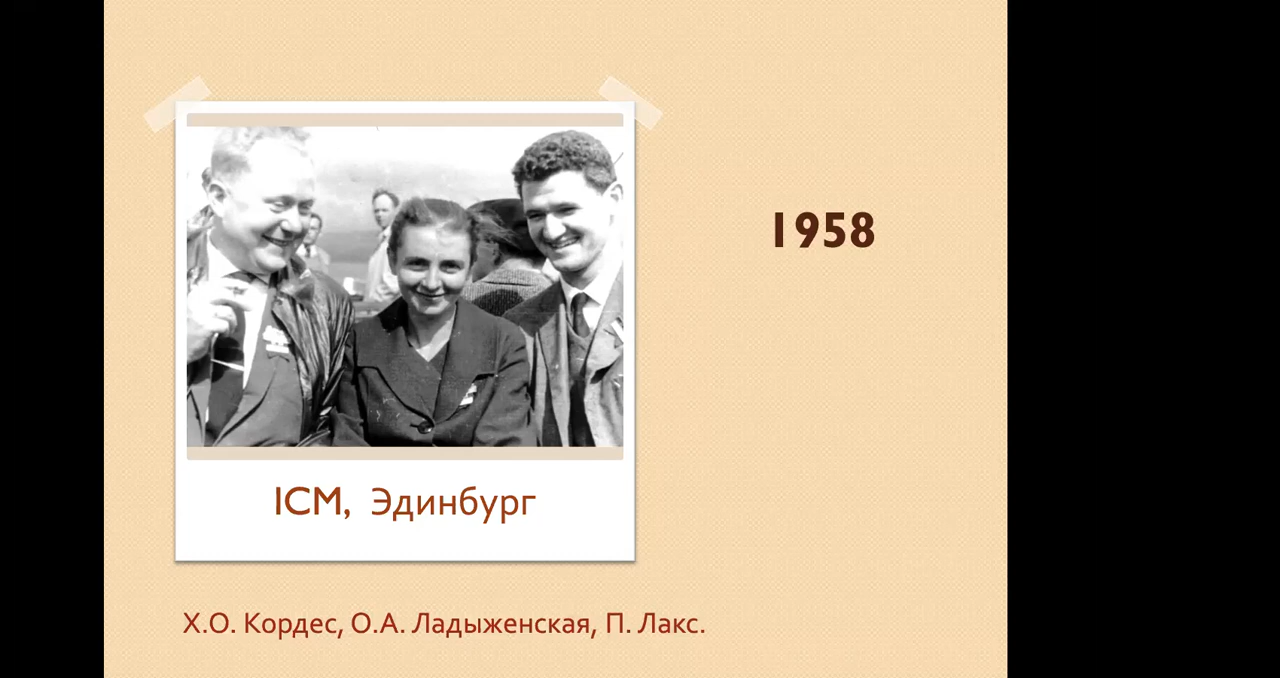 1958
ICM, Эдинбург
Х.О. Кордес, О.А. Ладыженская, П. Лакс.